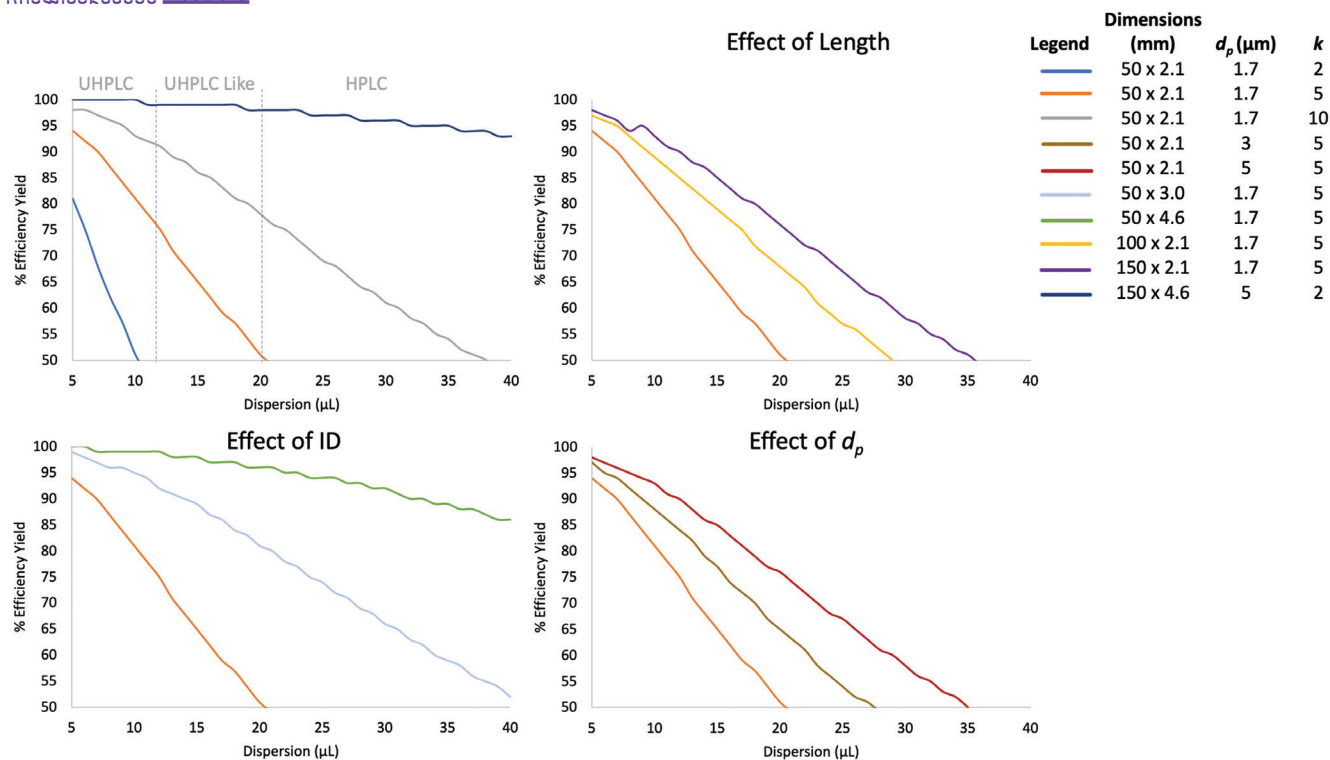 Effect of Length
UHPLC UHPLC Like HPLC
% Efficiency Yield
100
95
90
85
80
75
70
65
60
55
50
5 10 15 20 25 30 35 40
Dispersion (µL)
% Efficiency Yield
100
95
90
85
80
75
70
65
60
55
50
5 10 15 20 25 30 35 40
Dispersion (µL)
Dimensions
Legend (mm) dp (µm) k
50 x 2.1 1.7 2
50 x 2.1 1.7 5
50 x 2.1 1.7 10
50 x 2.1 3 5
50 x 2.1 5 5
50 x 3.0 1.7 5
50 x 4.6 1.7 5
100 x 2.1 1.7 5
150 x 2.1 1.7 5
150 x 4.6 5 2
Effect of ID
% Efficiency Yield
100
95
90
85
80
75
70
65
60
55
50
5 10 15 20 25 30 35 40
Dispersion (µL)
Effect of dp
% Efficiency Yield
100
95
90
85
80
75
70
65
60
55
50
5 10 15 20 25 30 35 40
Dispersion (µL)